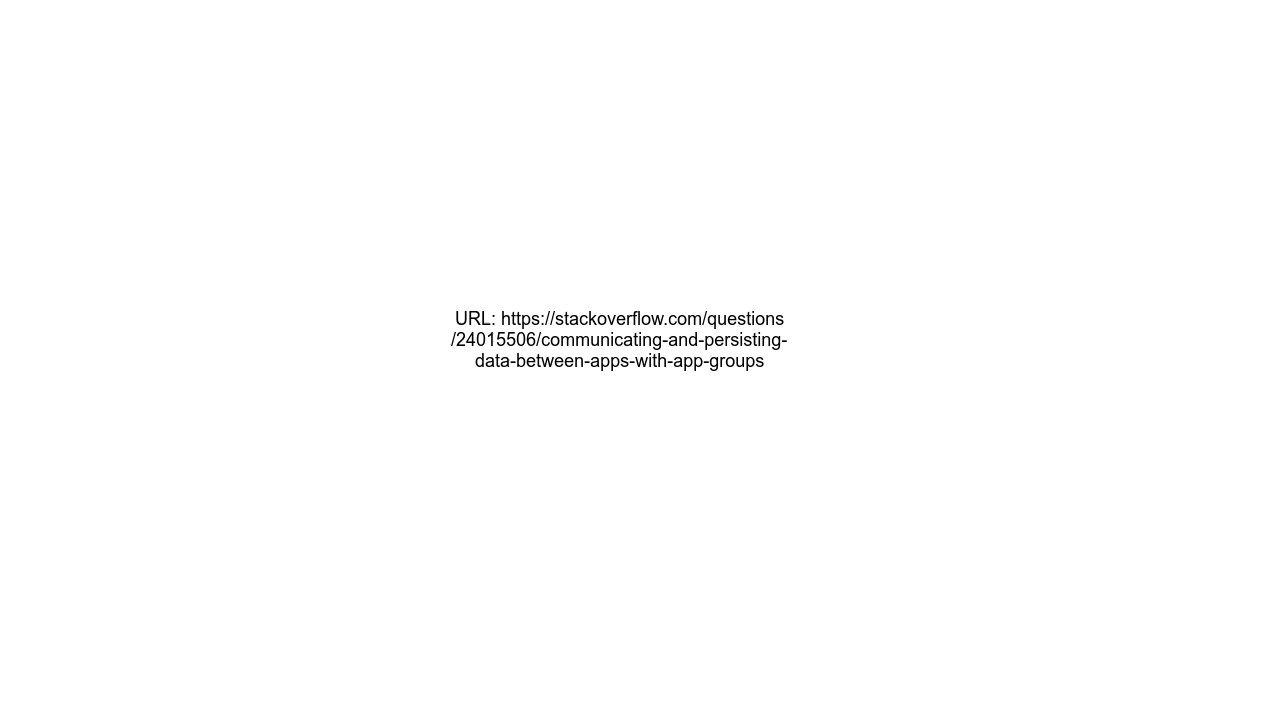 URL: https://stackoverflow.com/questions
/24015506/communicating-and-persisting-
data-between-apps-with-app-groups